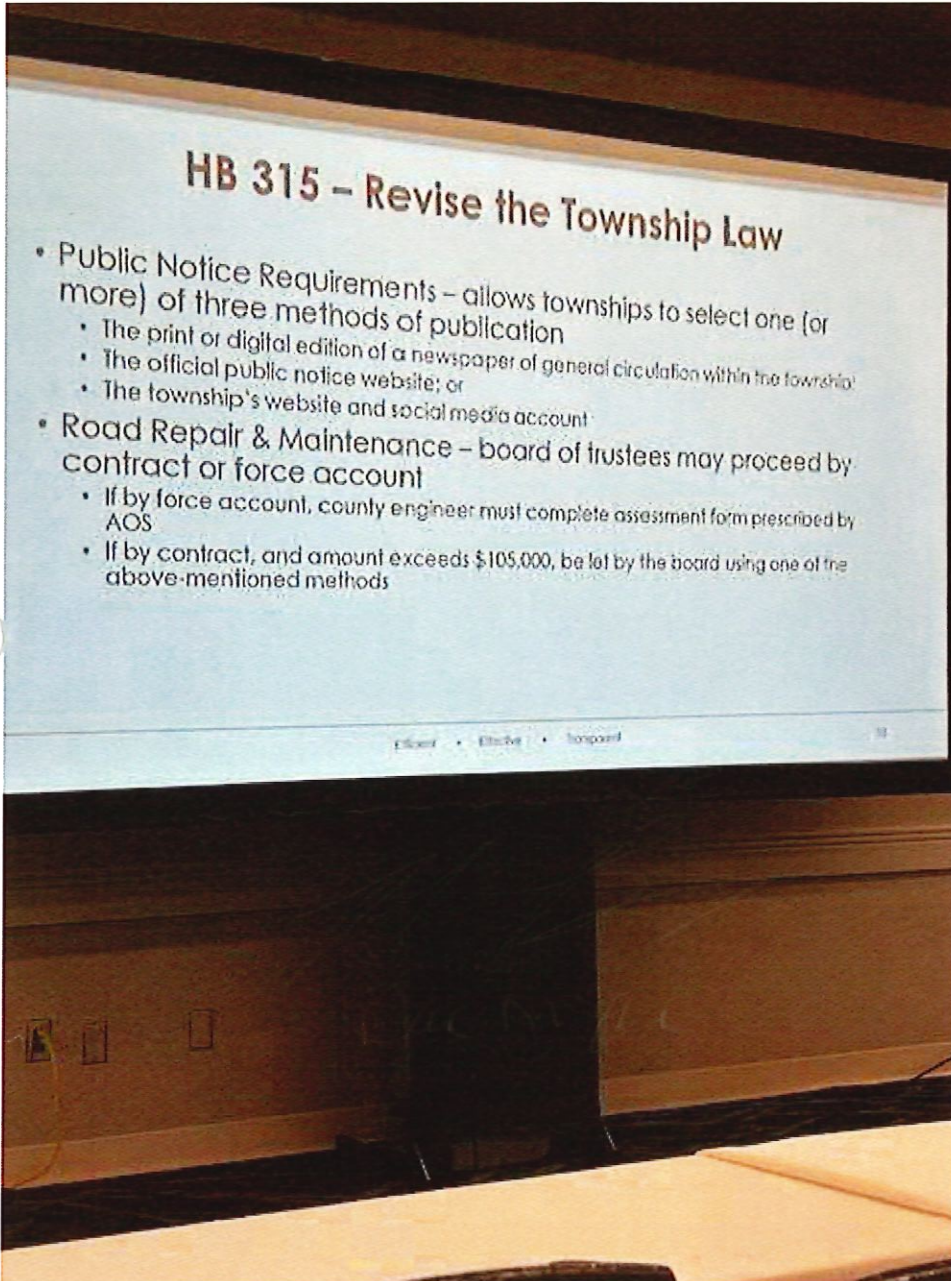 HB 315 – Revise the Township Law
• Public Notice Requirements – allows townships to select one (or
more) of three methods of publication
• The print or digital edition of a newspaper of general circulation within the township;
• The official public notice website; or
• The township's website and social media account
• Road Repair & Maintenance – board of trustees may proceed by
contract or force account
• If by force account, county engineer must complete assessment form prescribed by
AOS
• If by contract, and amount exceeds $105,000, be let by the board using one of the
above-mentioned methods
Efficient • Effective • Transparent